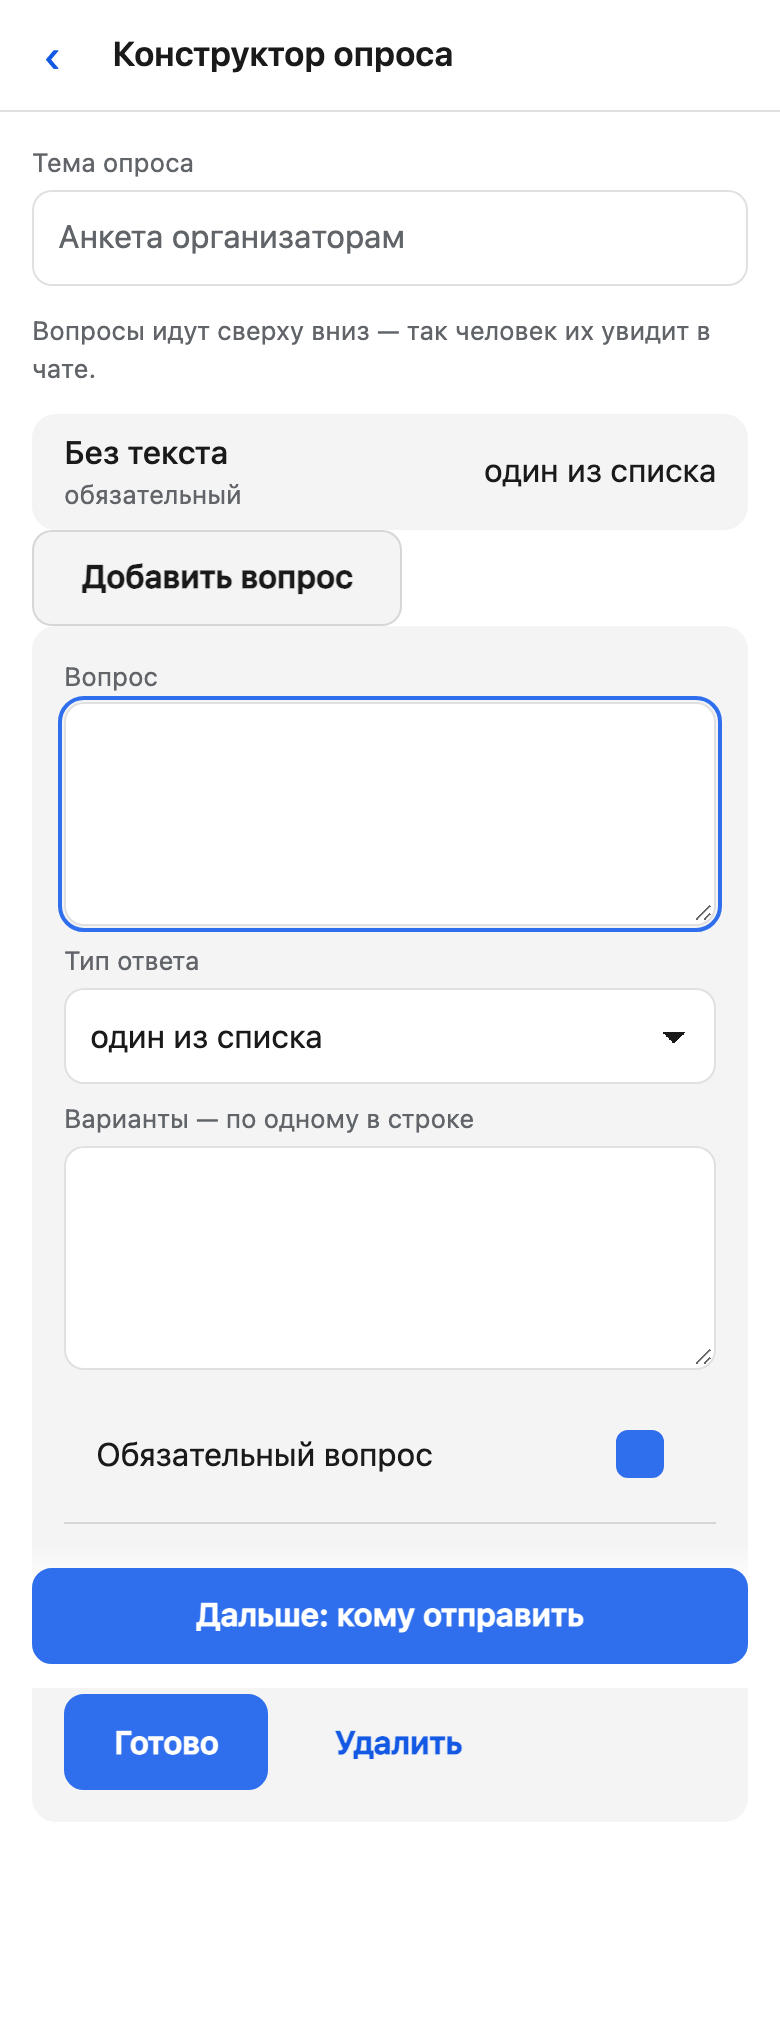 ‹ Конструктор опроса
Тема опроса
Анкета организаторам
Вопросы идут сверху вниз — так человек их увидит в
чате.
Без текста
обязательный
один из списка
Добавить вопрос
Вопрос
Тип ответа
один из списка
Варианты — по одному в строке
Обязательный вопрос
Дальше: кому отправить
Готово
Удалить